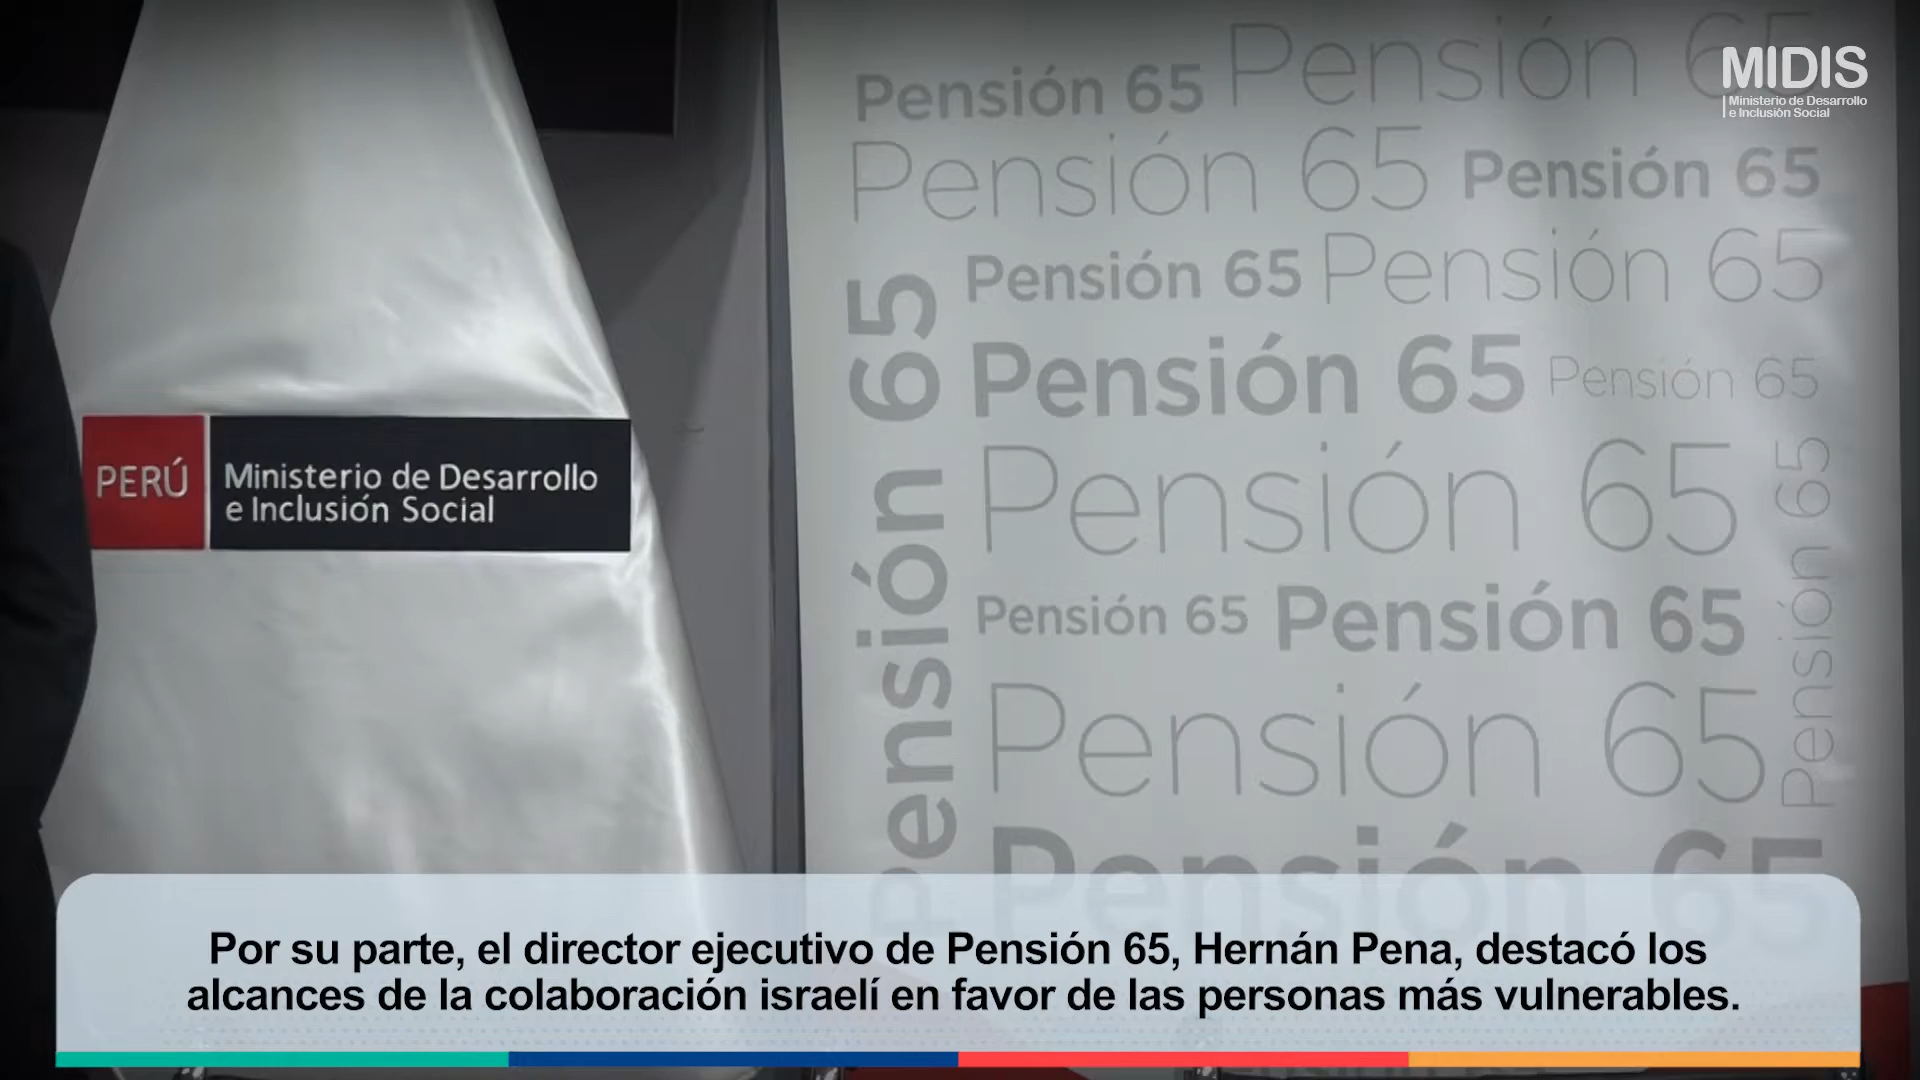 MIDIS
Ministerio de Desarrollo
e Inclusión Social
Pensión 65 Pensión 65
Pensión 65 Pensión 65
Pensión 65 Pensión 65
Pensión 65
Pensión 65 Pensión 65
Pensión 65
Pensión 65
Pensión 65 Pensión 65
Pensión 65
Pensión 65
PERÚ
Ministerio de Desarrollo
e Inclusión Social
Por su parte, el director ejecutivo de Pensión 65, Hernán Pena, destacó los
alcances de la colaboración israelí en favor de las personas más vulnerables.